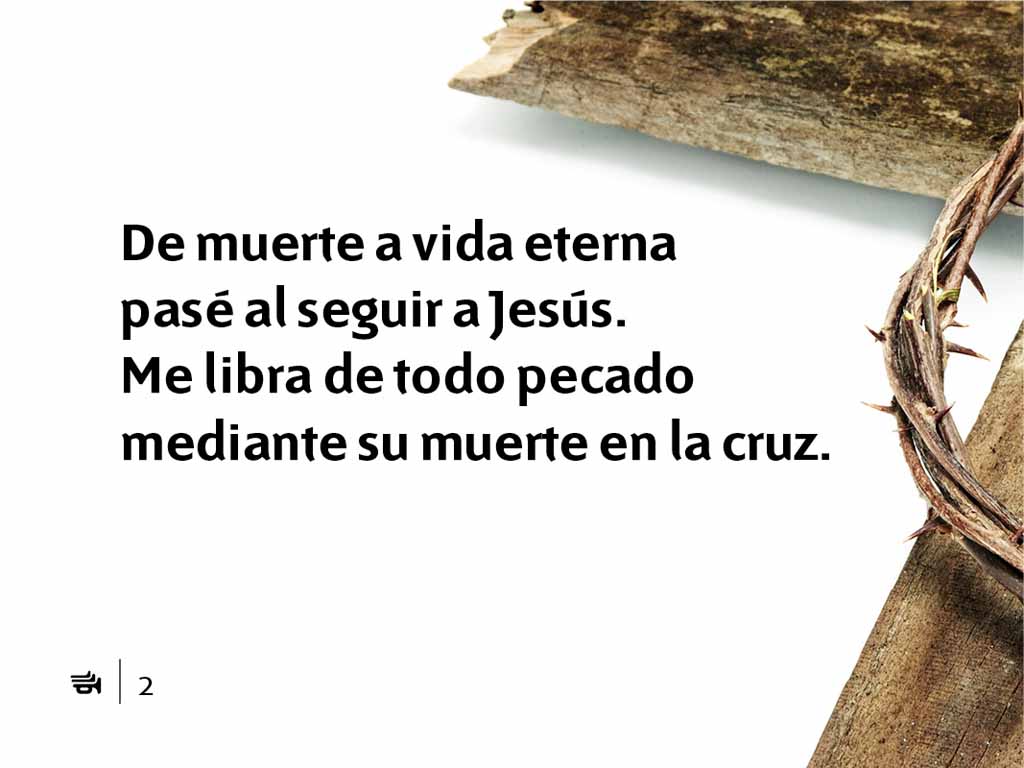 De muerte a vida eterna
pasé al seguir a Jesús.
Me libra de todo pecado
mediante su muerte en la cruz.
2